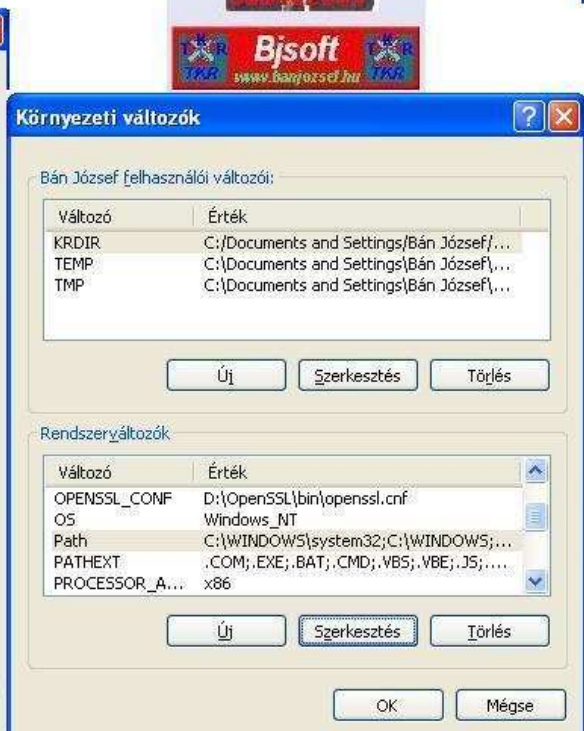 Bjsoft
TKR
TKR
www.banjozsef.hu
Környezeti változók
Bán József felhasználói változói:
Változó Érték
KRDIR C:/Documents and Settings/Bán József/...
TEMP C:\Documents and Settings\Bán József\...
TMP C:\Documents and Settings\Bán József\...
Új Szerkesztés Törlés
Rendszerváltozók
Változó Érték
OPENSSL_CONF D:\OpenSSL\bin\openssl.cnf
OS Windows_NT
Path C:\WINDOWS\system32;C:\WINDOWS;...
PATHEXT .COM;.EXE;.BAT;.CMD;.VBS;.VBE;.JS;....
PROCESSOR_A... x86
Új Szerkesztés Törlés
OK Mégse